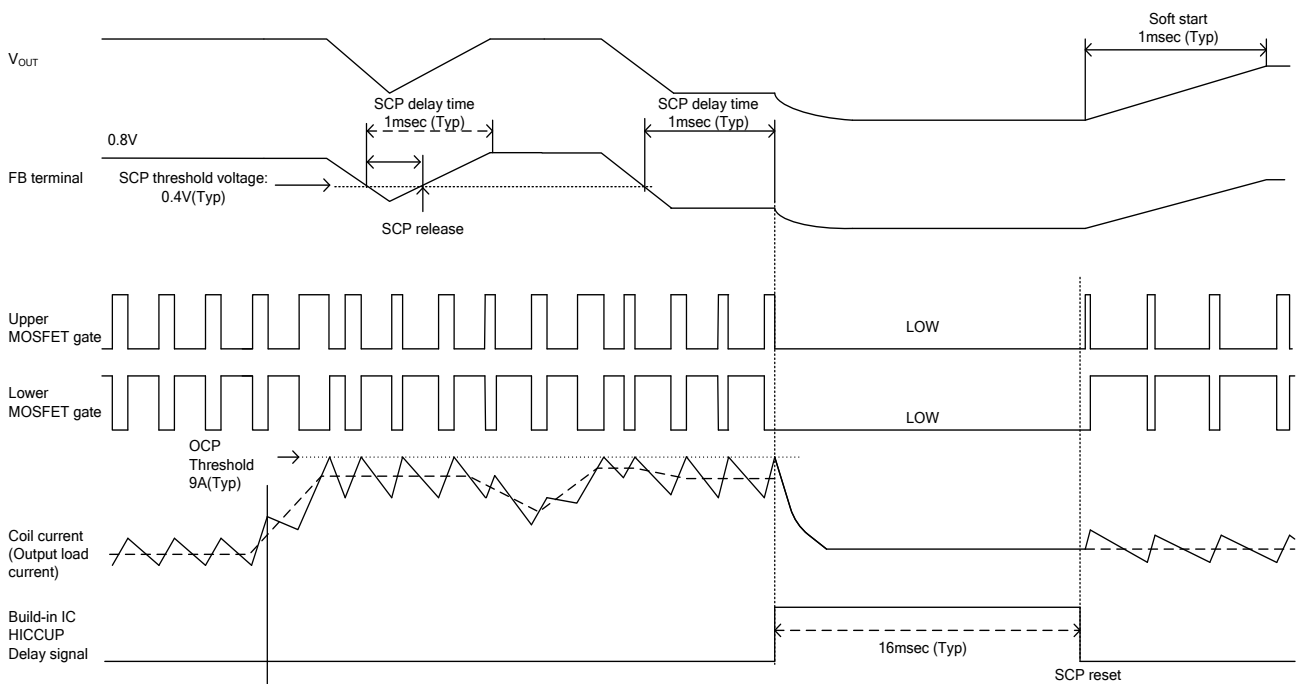 Soft start
1msec (Typ)
VOUT
SCP delay time
1msec (Typ)
SCP delay time
1msec (Typ)
0.8V
FB terminal
SCP threshold voltage:
0.4V(Typ)
SCP release
Upper
MOSFET gate
LOW
Lower
MOSFET gate
LOW
OCP
Threshold
9A(Typ)
Coil current
(Output load
current)
Build-in IC
HICCUP
Delay signal
16msec (Typ)
SCP reset